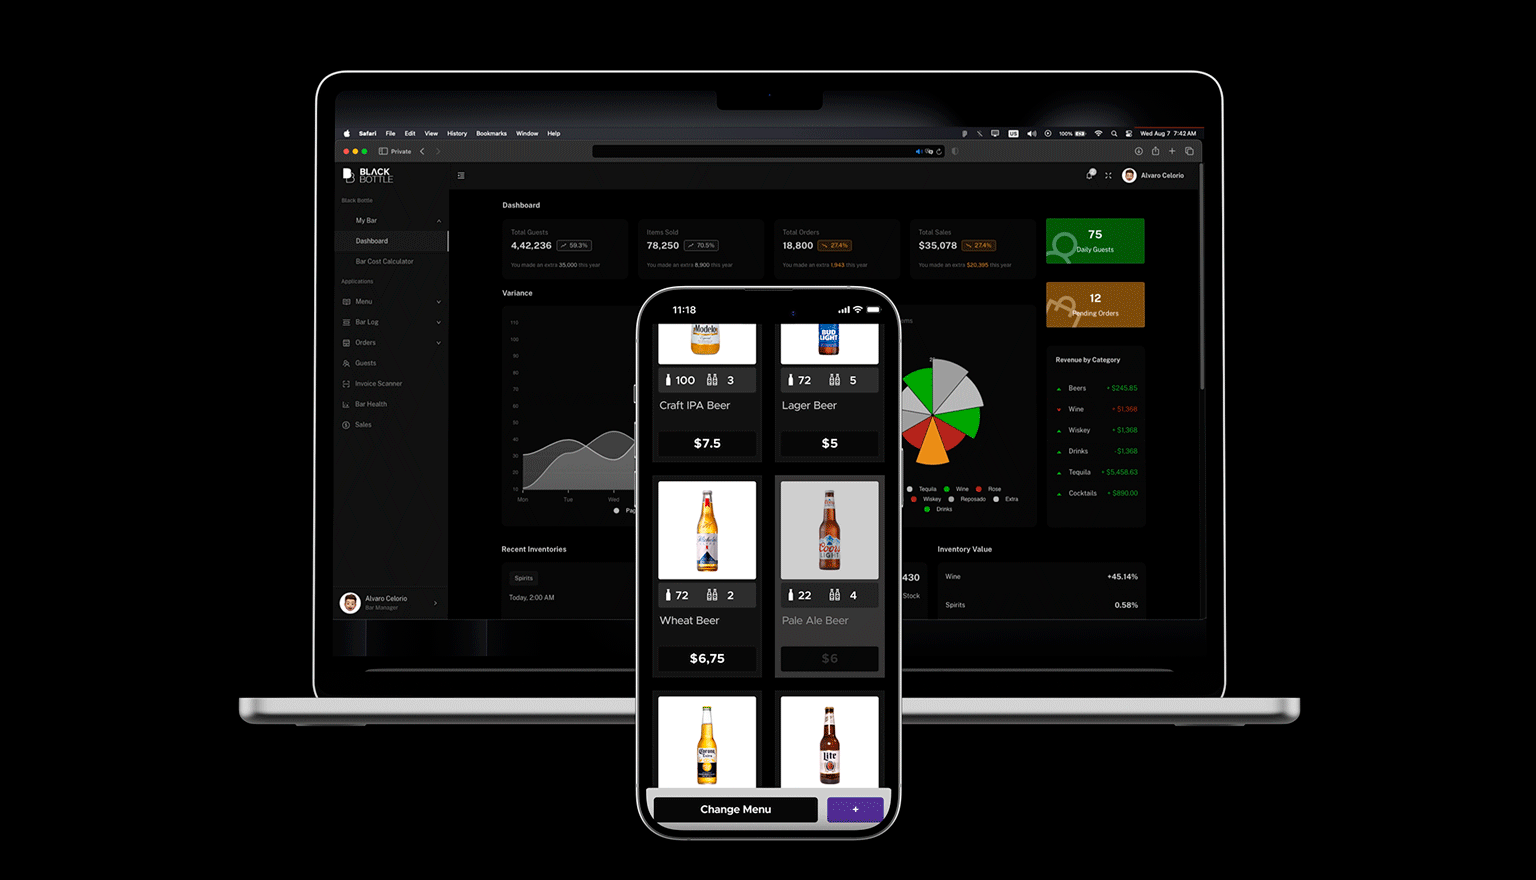 Safari File Edit View History Bookmarks Window Help
US 100% Wed Aug 7 7:42 AM
Private
BLACK
BOTTLE
Alvaro Celorio
Black Bottle
My Bar
Dashboard
Bar Cost Calculator
Applications
Menu
Bar Log
Orders
Guests
Invoice Scanner
Bar Health
Sales
Alvaro Celorio
Bar Manager
Dashboard
Total Guests
4,42,236 59.3%
You made an extra 35,000 this year
Items Sold
78,250 70.5%
You made an extra 8,900 this year
Total Orders
18,800 27.4%
You made an extra 1,943 this year
Total Sales
$35,078 27.4%
You made an extra $20,395 this year
75
Daily Guests
12
Pending Orders
Variance
110
100
90
80
70
60
50
40
30
20
10
Mon Tue Wed
Pag
ems
Tequila Wine Rose
Wiskey Reposado Extra
Drinks
Revenue by Category
Beers + $245.85
Wine + $1,368
Wiskey + $1,368
Drinks -$1,368
Tequila + $5,458.63
Cocktails + $890.00
Recent Inventories
Spirits
Today, 2:00 AM
430
Stock
Inventory Value
Wine +45.14%
Spirits 0.58%
11:18
Modelo
BUD
LIGHT
100 3
Craft IPA Beer
$7.5
72 5
Lager Beer
$5
72 2
Wheat Beer
$6,75
Coors
LIGHT
22 4
Pale Ale Beer
$6
Corona
Extra
Lite
Change Menu +